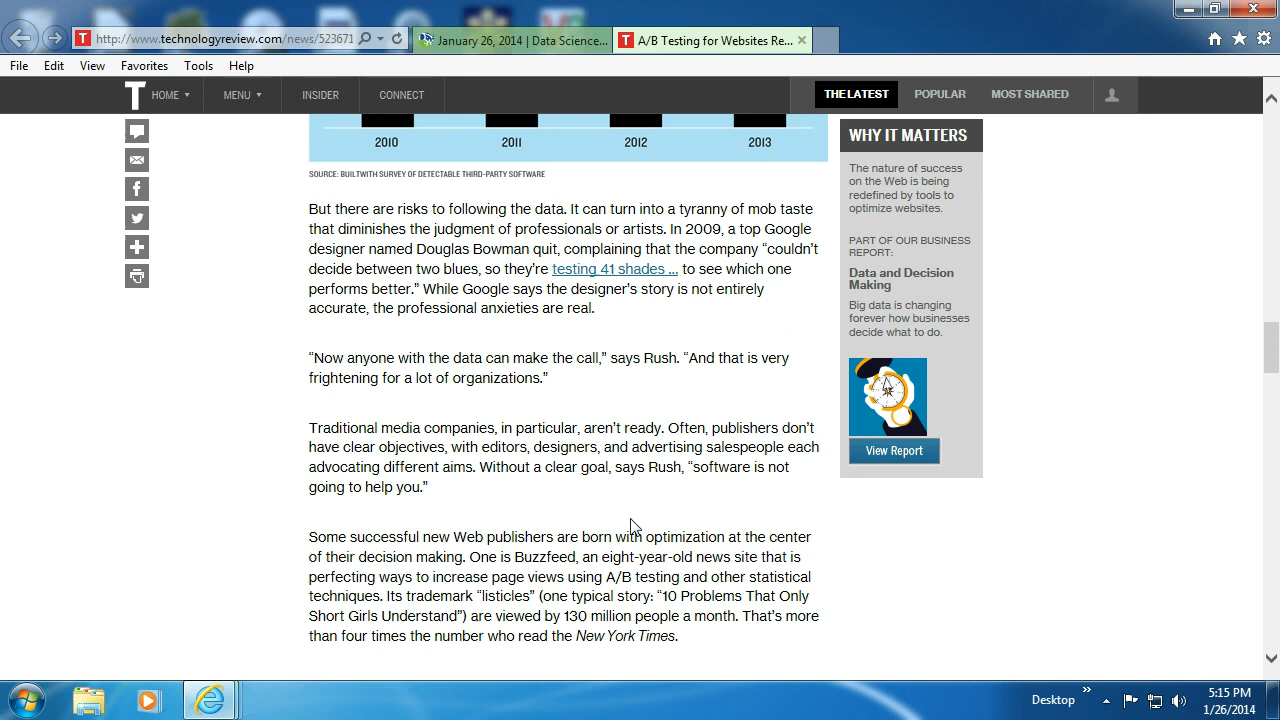 http://www.technologyreview.com/news/523671
January 26, 2014 | Data Science...
A/B Testing for Websites Re...
File Edit View Favorites Tools Help
T HOME MENU INSIDER CONNECT THE LATEST POPULAR MOST SHARED
2010 2011 2012 2013
SOURCE: BUILTWITH SURVEY OF DETECTABLE THIRD-PARTY SOFTWARE
But there are risks to following the data. It can turn into a tyranny of mob taste
that diminishes the judgment of professionals or artists. In 2009, a top Google
designer named Douglas Bowman quit, complaining that the company “couldn’t
decide between two blues, so they’re testing 41 shades ... to see which one
performs better.” While Google says the designer’s story is not entirely
accurate, the professional anxieties are real.
“Now anyone with the data can make the call,” says Rush. “And that is very
frightening for a lot of organizations.”
Traditional media companies, in particular, aren’t ready. Often, publishers don’t
have clear objectives, with editors, designers, and advertising salespeople each
advocating different aims. Without a clear goal, says Rush, “software is not
going to help you.”
Some successful new Web publishers are born with optimization at the center
of their decision making. One is Buzzfeed, an eight-year-old news site that is
perfecting ways to increase page views using A/B testing and other statistical
techniques. Its trademark “listicles” (one typical story: “10 Problems That Only
Short Girls Understand”) are viewed by 130 million people a month. That’s more
than four times the number who read the New York Times.
WHY IT MATTERS
The nature of success
on the Web is being
redefined by tools to
optimize websites.
PART OF OUR BUSINESS
REPORT:
Data and Decision
Making
Big data is changing
forever how businesses
decide what to do.
View Report
Desktop
5:15 PM
1/26/2014